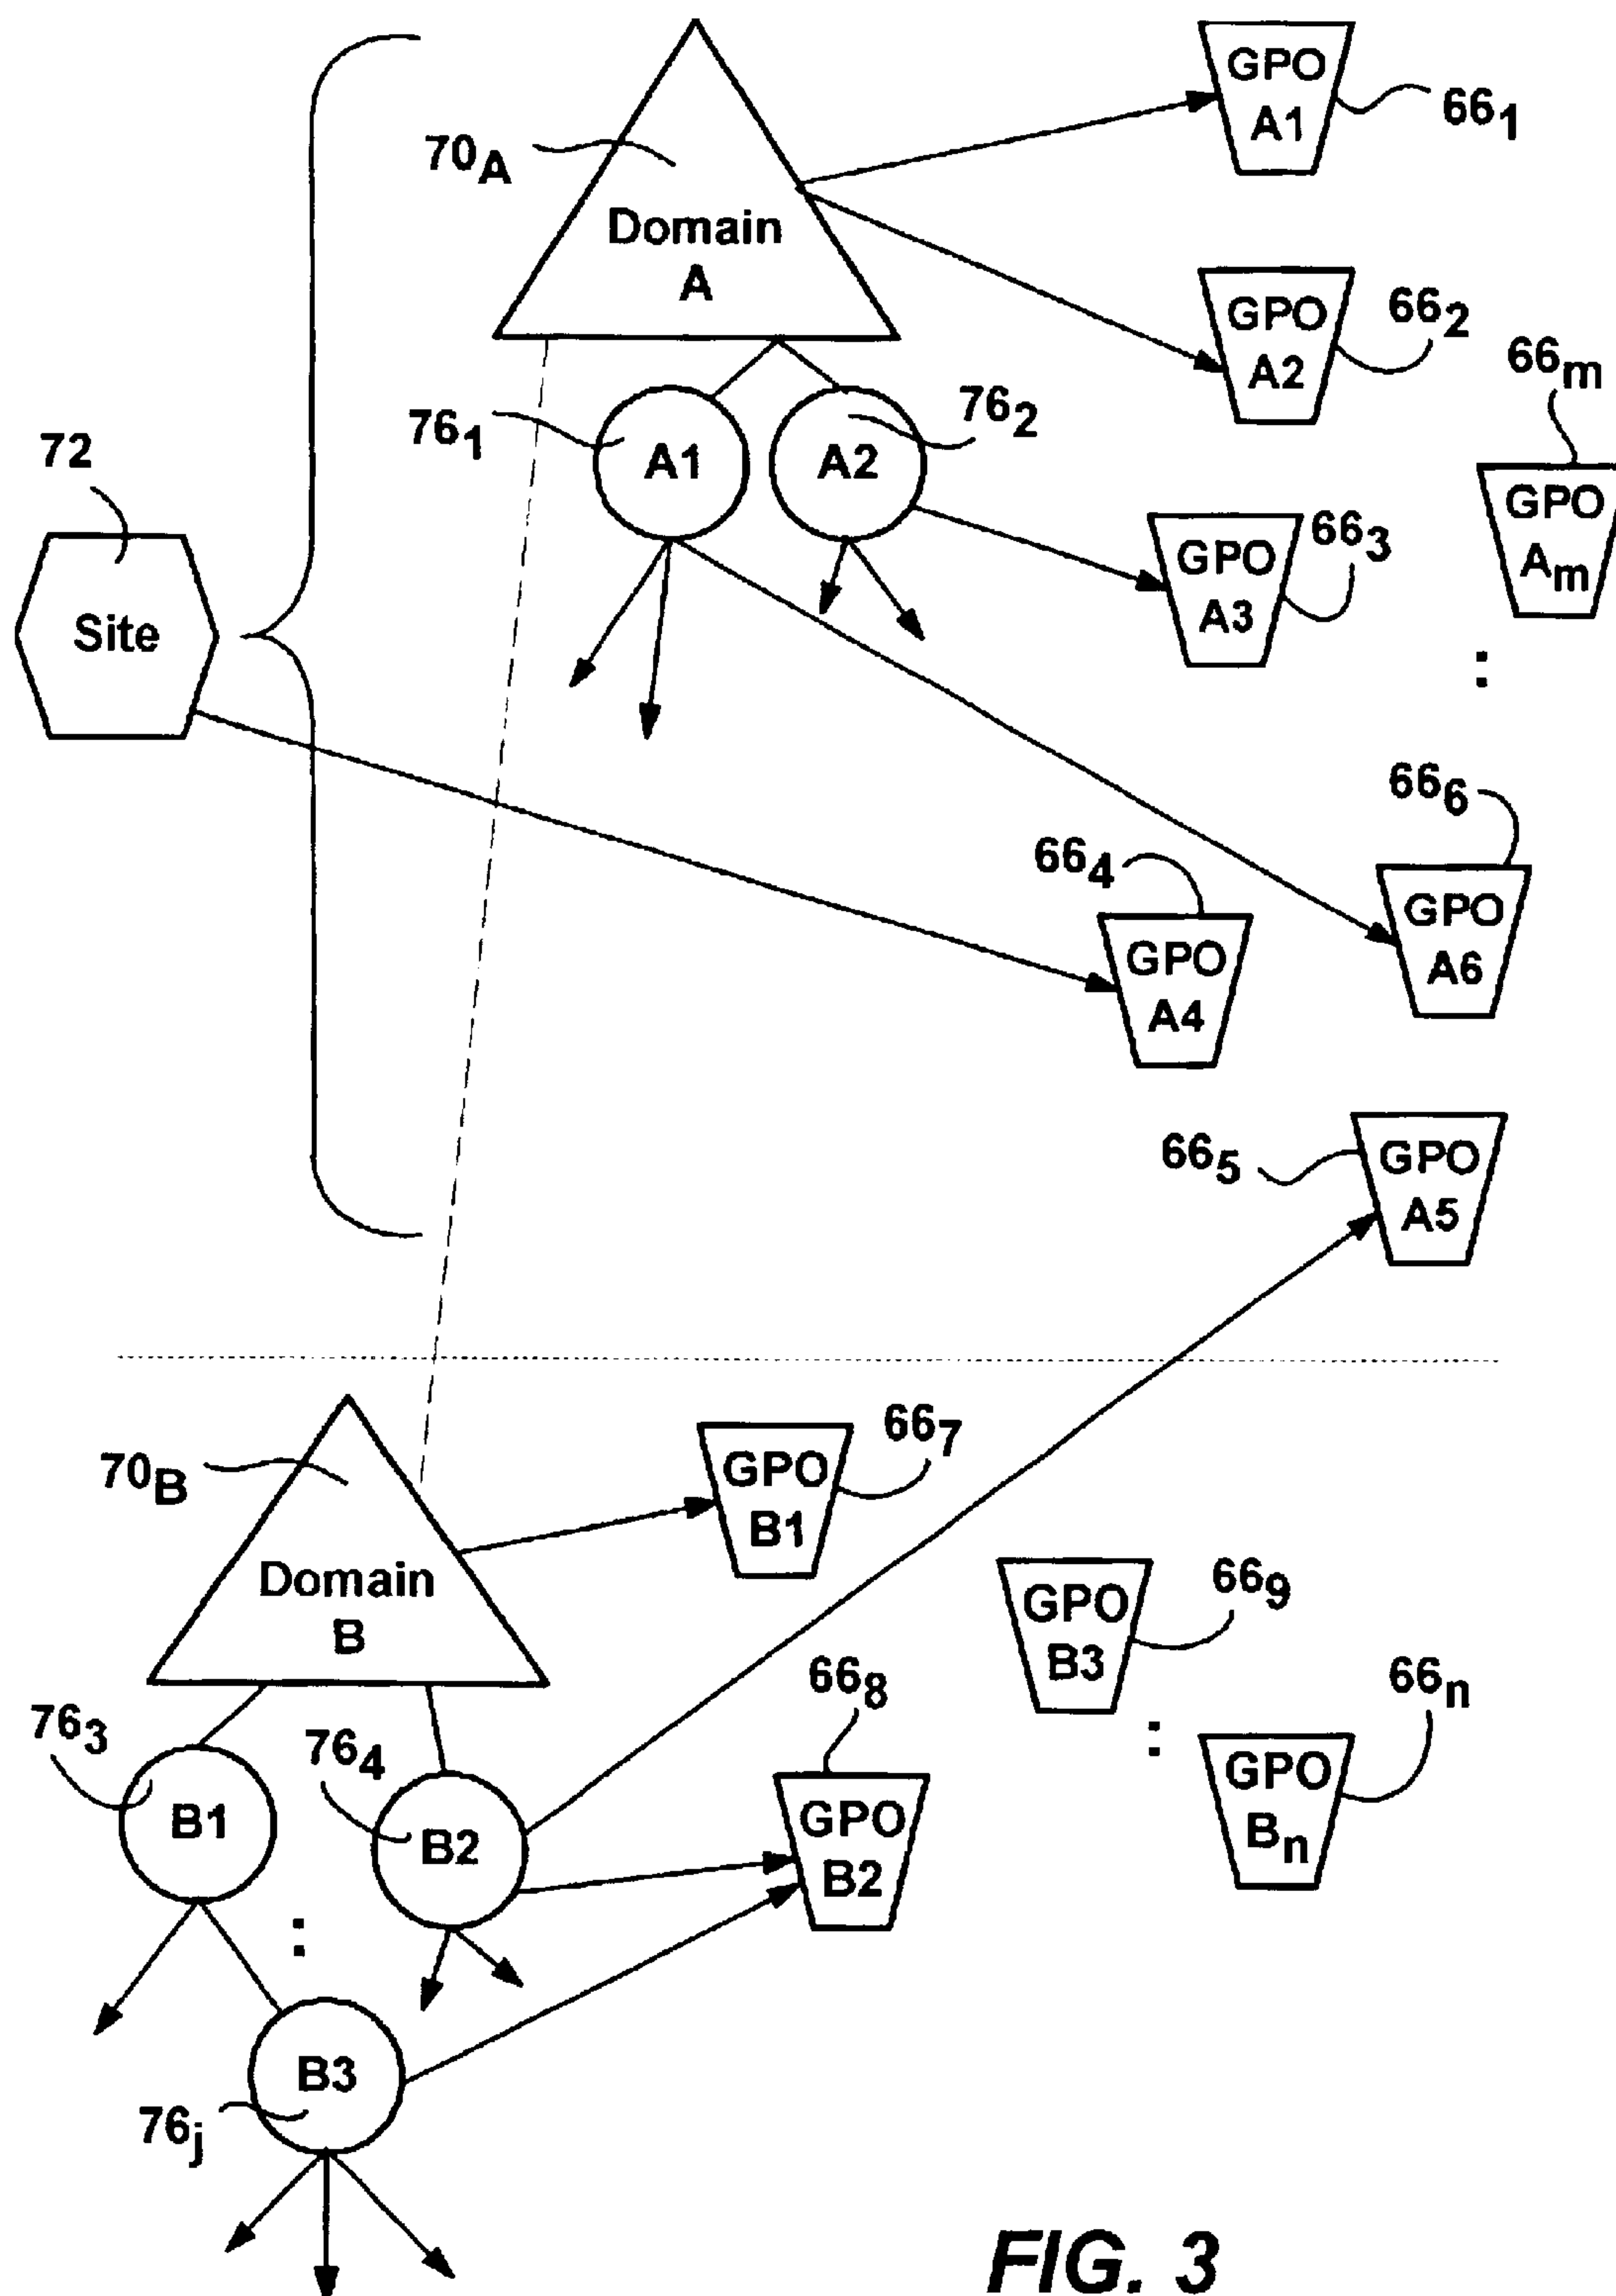 GPO
A1
66₁
70A
Domain
A
GPO
A2
66₂
66m
GPO
Am
76₁
A1
A2
76₂
72
Site
GPO
A3
66₃
:
66₆
GPO
A6
66₄
GPO
A4
66₅
GPO
A5
70B
Domain
B
GPO
B1
66₇
GPO
B3
66₉
:
66n
GPO
Bn
66₈
GPO
B2
76₃
B1
76₄
B2
:
B3
76j
FIG. 3